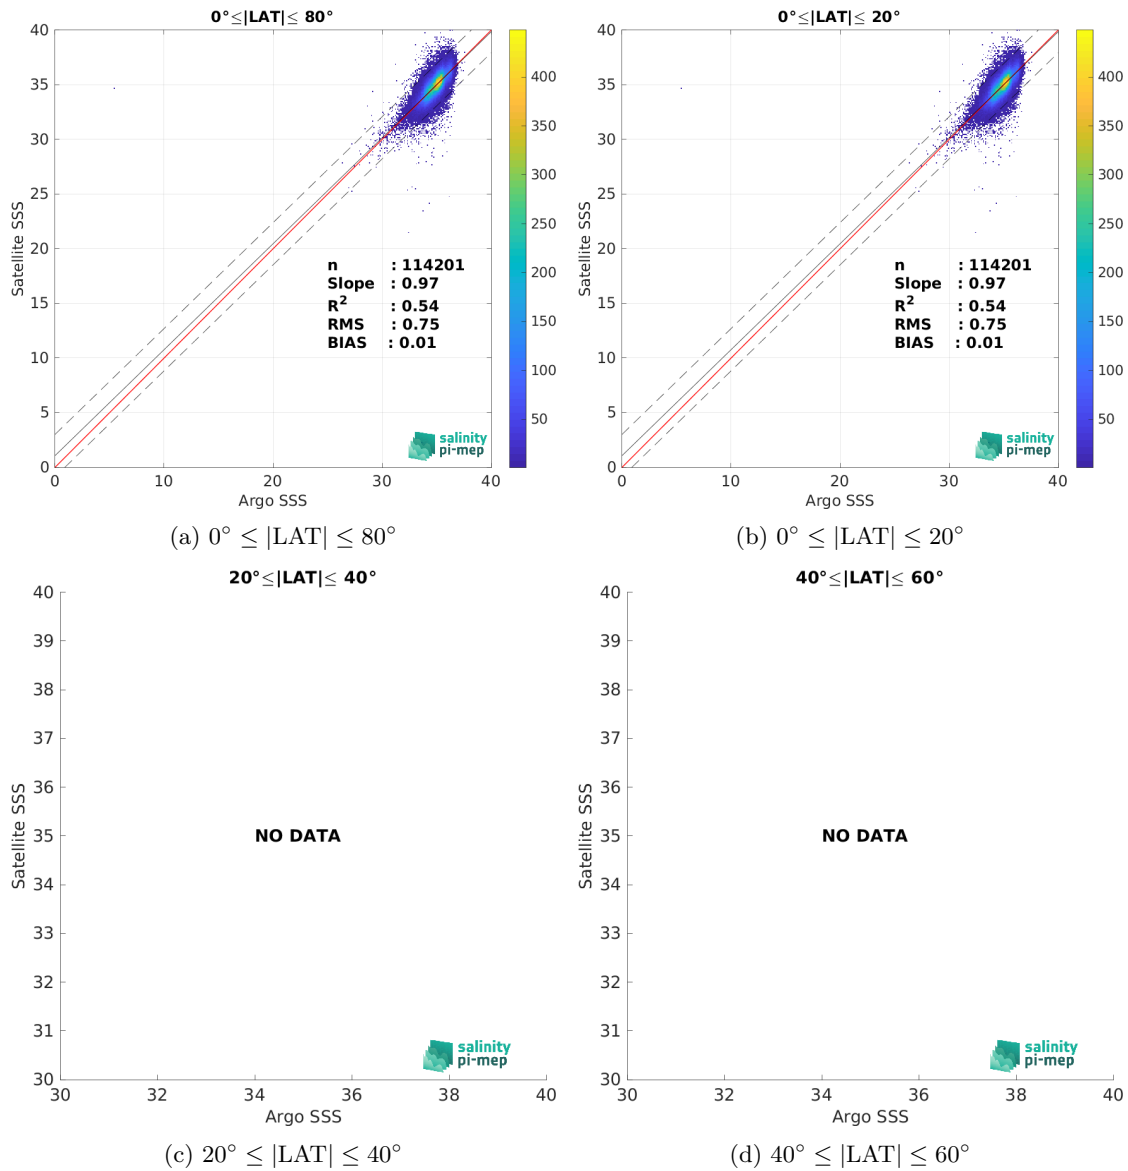 0°≤|LAT|≤ 80°
40
35
30
25
20
15
10
5
0
Satellite SSS
n : 114201
Slope : 0.97
R² : 0.54
RMS : 0.75
BIAS : 0.01
salinity
pi-mep
0 10 20 30 40
Argo SSS
400
350
300
250
200
150
100
50
(a) 0° ≤ |LAT| ≤ 80°
0°≤|LAT|≤ 20°
40
35
30
25
20
15
10
5
0
Satellite SSS
n : 114201
Slope : 0.97
R² : 0.54
RMS : 0.75
BIAS : 0.01
salinity
pi-mep
0 10 20 30 40
Argo SSS
400
350
300
250
200
150
100
50
(b) 0° ≤ |LAT| ≤ 20°
20°≤|LAT|≤ 40°
40
39
38
37
36
35
34
33
32
31
30
Satellite SSS
NO DATA
salinity
pi-mep
30 32 34 36 38 40
Argo SSS
(c) 20° ≤ |LAT| ≤ 40°
40°≤|LAT|≤ 60°
40
39
38
37
36
35
34
33
32
31
30
Satellite SSS
NO DATA
salinity
pi-mep
30 32 34 36 38 40
Argo SSS
(d) 40° ≤ |LAT| ≤ 60°